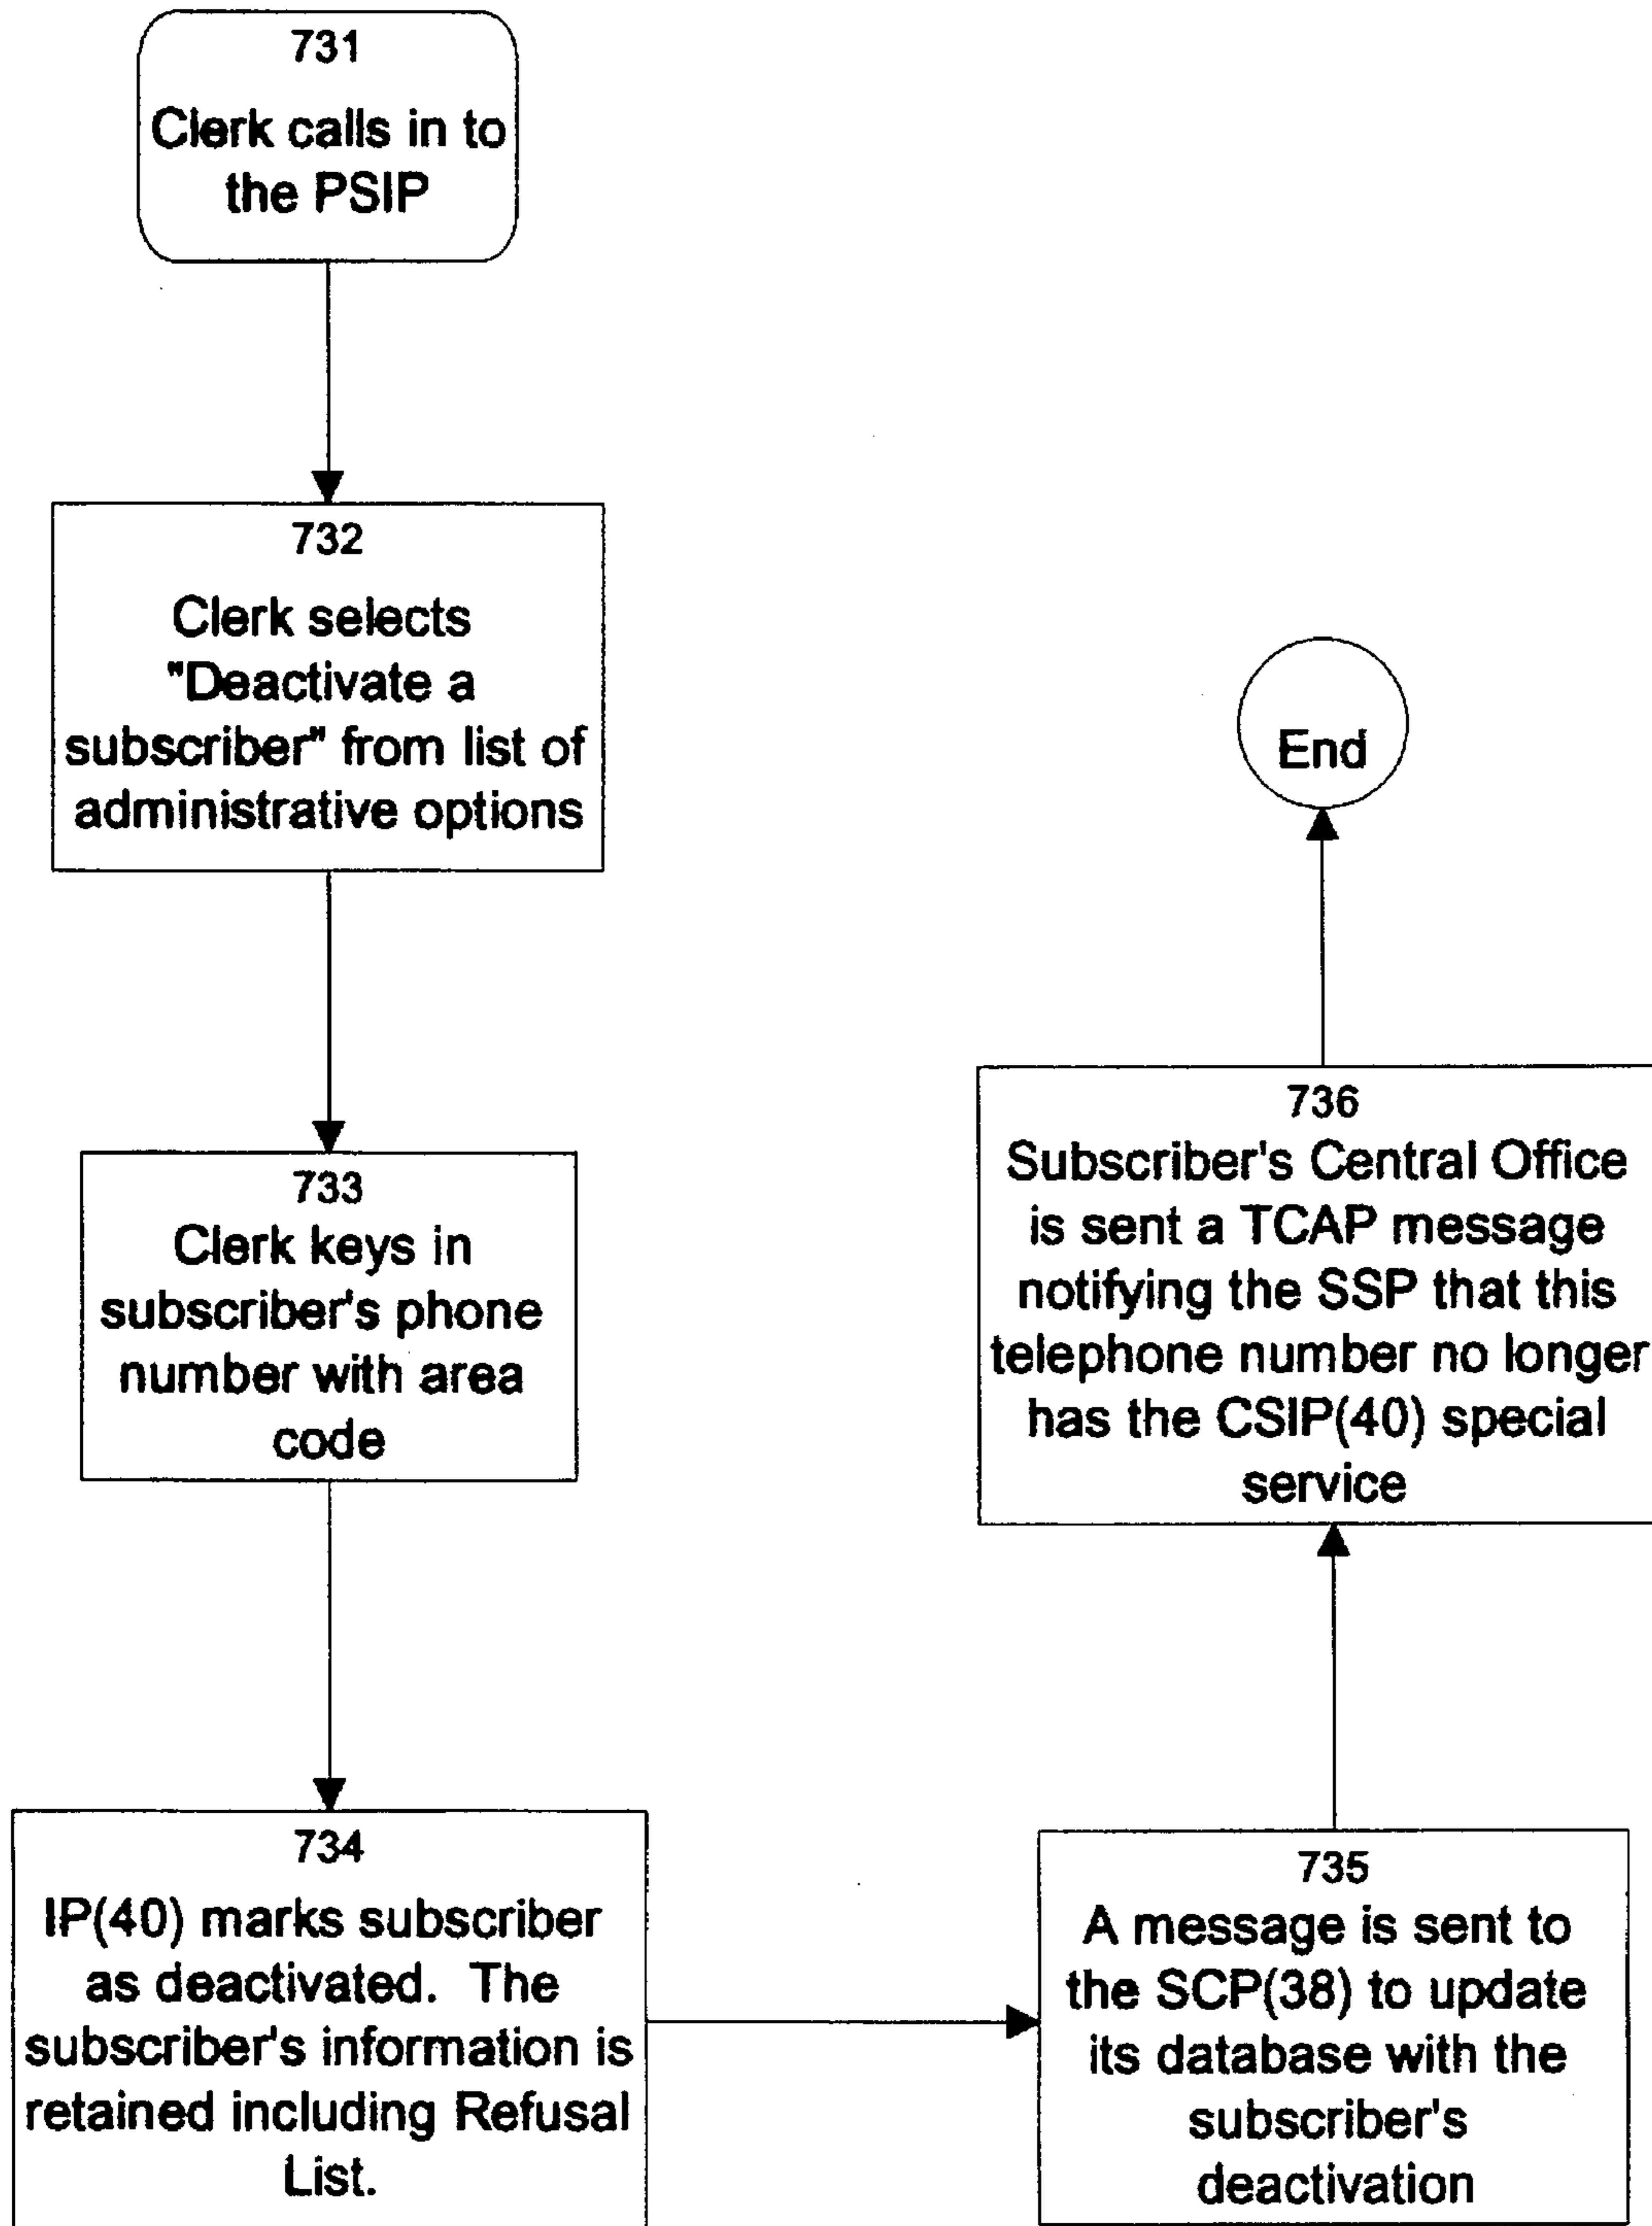 731
Clerk calls in to
the PSIP
732
Clerk selects
"Deactivate a
subscriber" from list of
administrative options
733
Clerk keys in
subscriber's phone
number with area
code
734
IP(40) marks subscriber
as deactivated. The
subscriber's information is
retained including Refusal
List.
735
A message is sent to
the SCP(38) to update
its database with the
subscriber's
deactivation
736
Subscriber's Central Office
is sent a TCAP message
notifying the SSP that this
telephone number no longer
has the CSIP(40) special
service
End